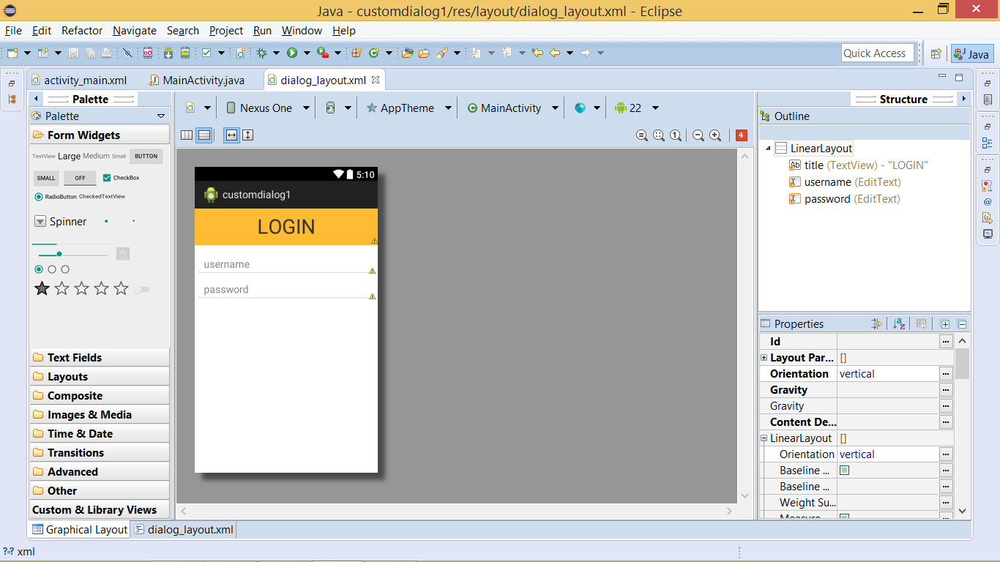 Java - customdialog1/res/layout/dialog_layout.xml - Eclipse
File Edit Refactor Navigate Search Project Run Window Help
Quick Access Java
activity_main.xml MainActivity.java dialog_layout.xml
Palette
Palette
Form Widgets
TextView Large Medium Small BUTTON
SMALL OFF CheckBox
RadioButton CheckedTextView
Spinner
Text Fields
Layouts
Composite
Images & Media
Time & Date
Transitions
Advanced
Other
Custom & Library Views
Nexus One AppTheme MainActivity 22
1 4
5:10
customdialog1
LOGIN
username
password
Structure
Outline
LinearLayout
Ab title (TextView) - "LOGIN"
username (EditText)
password (EditText)
Properties
Id
Layout Par... []
Orientation vertical
Gravity
Gravity
Content De...
LinearLayout []
Orientation vertical
Baseline ...
Baseline ...
Weight Su...
Measure
Graphical Layout dialog_layout.xml
xml